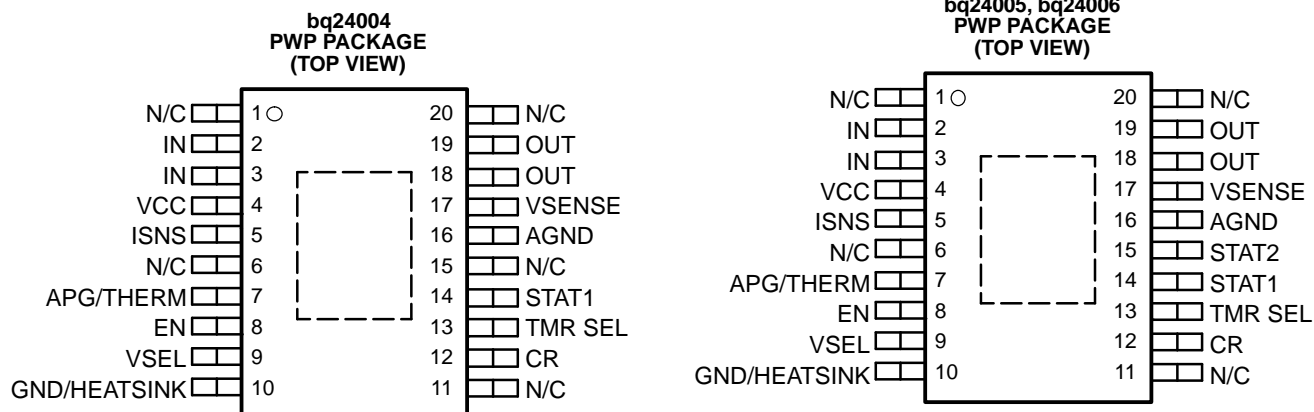 bq24004
PWP PACKAGE
(TOP VIEW)
N/C 1 20 N/C
IN 2 19 OUT
IN 3 18 OUT
VCC 4 17 VSENSE
ISNS 5 16 AGND
N/C 6 15 N/C
APG/THERM 7 14 STAT1
EN 8 13 TMR SEL
VSEL 9 12 CR
GND/HEATSINK 10 11 N/C
bq24005, bq24006
PWP PACKAGE
(TOP VIEW)
N/C 1 20 N/C
IN 2 19 OUT
IN 3 18 OUT
VCC 4 17 VSENSE
ISNS 5 16 AGND
N/C 6 15 STAT2
APG/THERM 7 14 STAT1
EN 8 13 TMR SEL
VSEL 9 12 CR
GND/HEATSINK 10 11 N/C